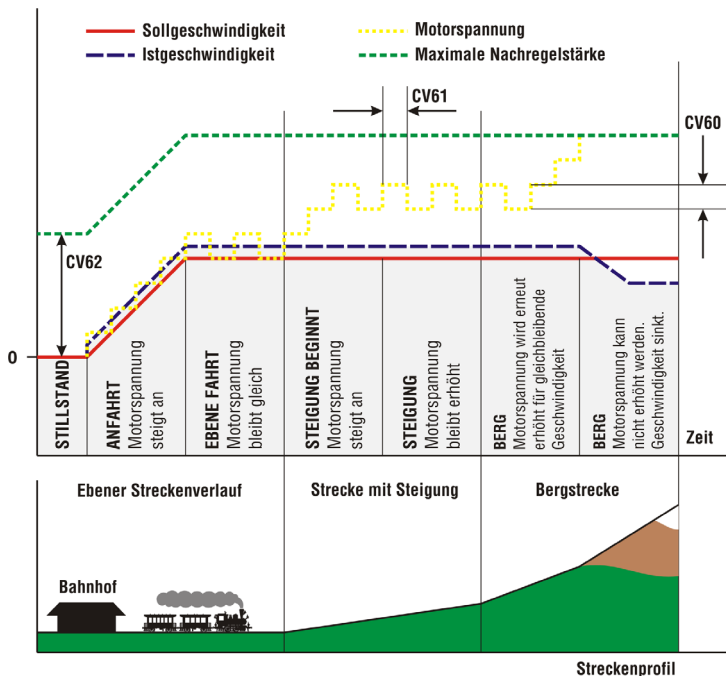 Sollgeschwindigkeit
Istgeschwindigkeit
Motorspannung
Maximale Nachregelstärke
CV61
CV60
CV62
0
STILLSTAND
ANFAHRT
Motorspannung
steigt an
EBENE FAHRT
Motorspannung
bleibt gleich
STEIGUNG BEGINNT
Motorspannung
steigt an
STEIGUNG
Motorspannung
bleibt erhöht
BERG
Motorspannung wird erneut
erhöht für gleichbleibende
Geschwindigkeit
BERG
Motorspannung kann
nicht erhöht werden.
Geschwindigkeit sinkt.
Zeit
Ebener Streckenverlauf
Strecke mit Steigung
Bergstrecke
Bahnhof
Streckenprofil